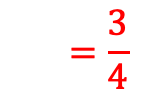 = 3/4